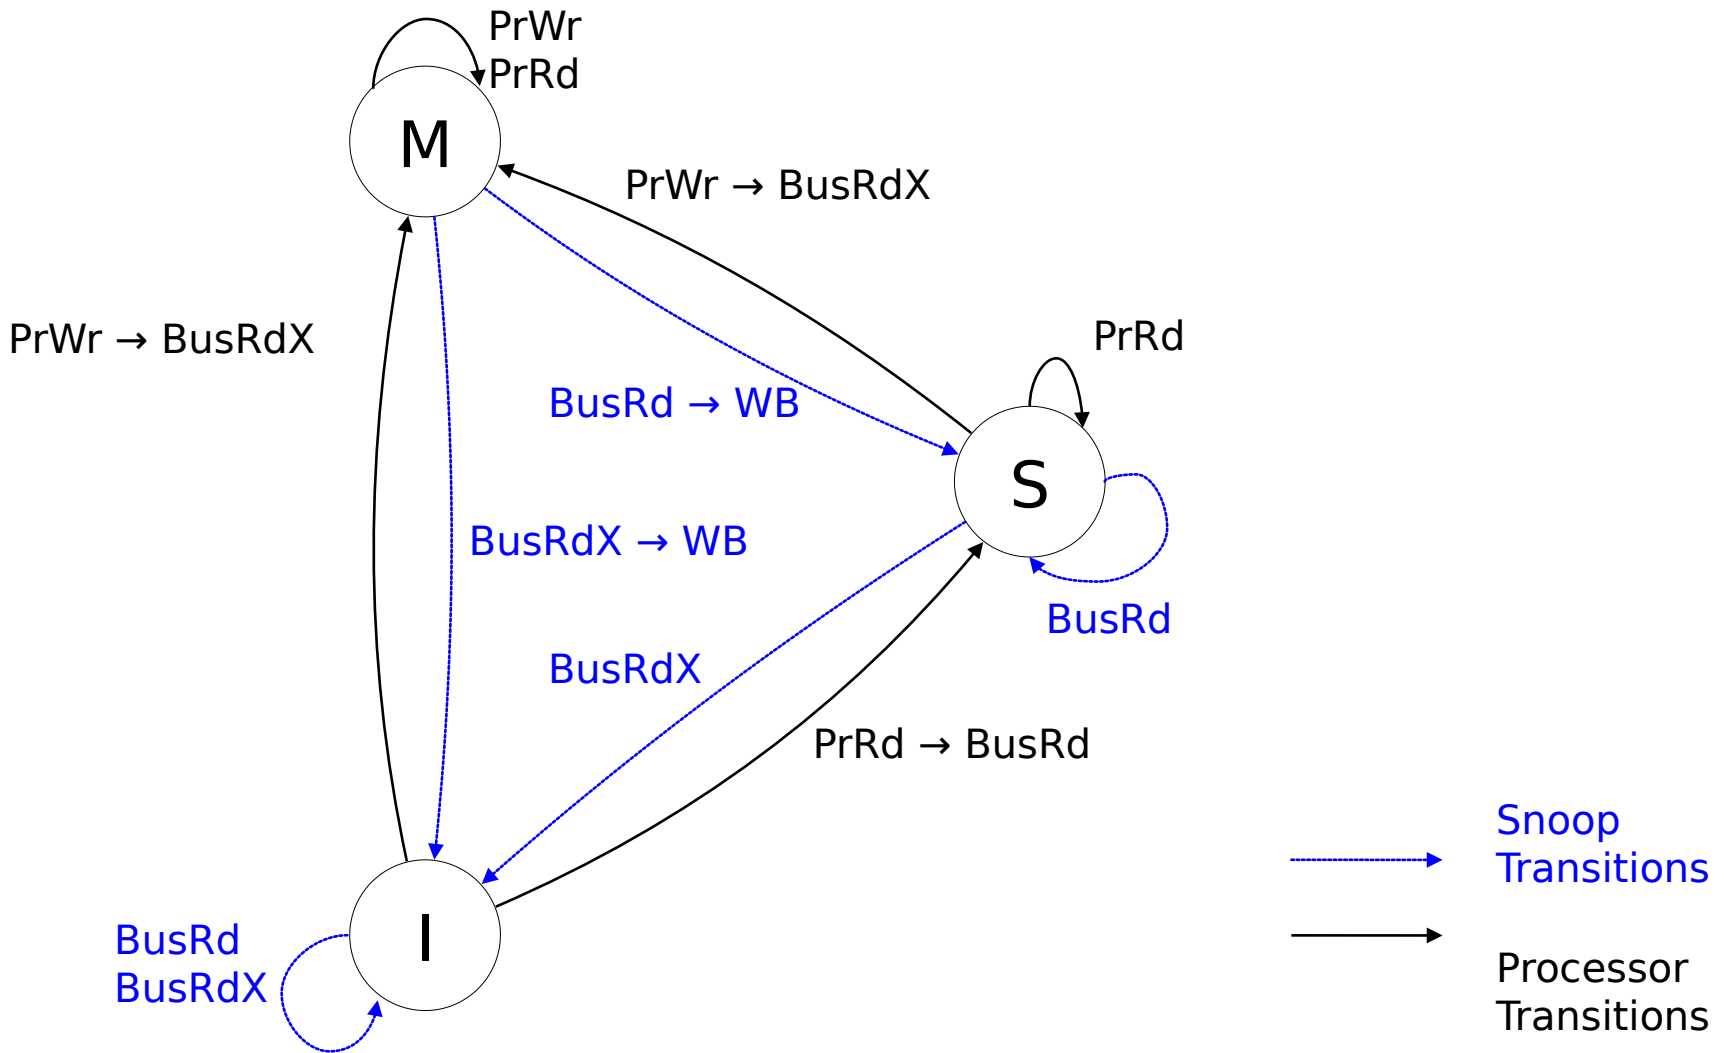 PrWr
PrRd
M
PrWr → BusRdX
PrWr → BusRdX
PrRd
BusRd → WB
S
BusRdX → WB
BusRd
BusRdX
PrRd → BusRd
Snoop
Transitions
I
BusRd
BusRdX
Processor
Transitions